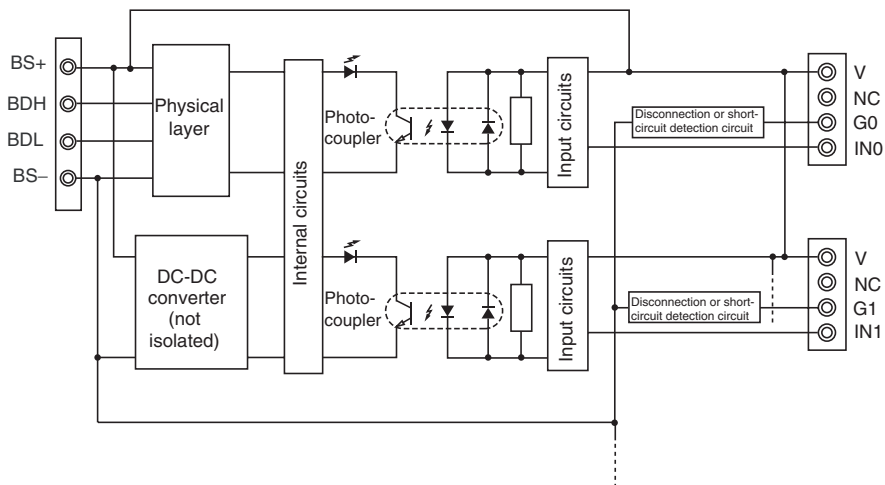 BS+
BDH
BDL
BS−
Physical
layer
DC-DC
converter
(not
isolated)
Internal circuits
Photo-
coupler
Input circuits
Disconnection or short-
circuit detection circuit
V
NC
G0
IN0
Photo-
coupler
Input circuits
Disconnection or short-
circuit detection circuit
V
NC
G1
IN1